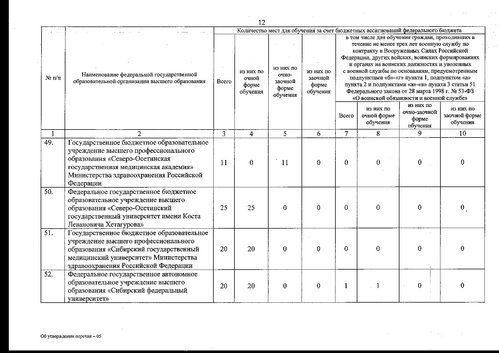 12
№ п/п
Наименование федеральной государственной
образовательной организации высшего образования
Количество мест для обучения за счет бюджетных ассигнований федерального бюджета
Всего
из них по
очной
форме
обучения
из них по
очно-
заочной
форме
обучения
из них по
заочной
форме
обучения
в том числе для обучения граждан, проходивших в
течение не менее трех лет военную службу по
контракту в Вооруженных Силах Российской
Федерации, других войсках, воинских формированиях
и органах на воинских должностях и уволенных
с военной службы по основаниям, предусмотренным
подпунктами «б»–«г» пункта 1, подпунктом «а»
пункта 2 и подпунктами «а»–«в» пункта 3 статьи 51
Федерального закона от 28 марта 1998 г. № 53-ФЗ
«О воинской обязанности и военной службе»
Всего
из них по
очной форме
обучения
из них по
очно-заочной
форме
обучения
из них по
заочной форме
обучения
1 2 3 4 5 6 7 8 9 10
49. Государственное бюджетное образовательное
учреждение высшего профессионального
образования «Северо-Осетинская
государственная медицинская академия»
Министерства здравоохранения Российской
Федерации
11 0 11 0 0 0 0 0
50. Федеральное государственное бюджетное
образовательное учреждение высшего
образования «Северо-Осетинский
государственный университет имени Коста
Левановича Хетагурова»
25 25 0 0 0 0 0 0
51. Государственное бюджетное образовательное
учреждение высшего профессионального
образования «Сибирский государственный
медицинский университет» Министерства
здравоохранения Российской Федерации
20 20 0 0 0 0 0 0
52. Федеральное государственное автономное
образовательное учреждение высшего
образования «Сибирский федеральный
университет»
20 20 0 0 1 1 0 0
Об утверждении перечня – 05